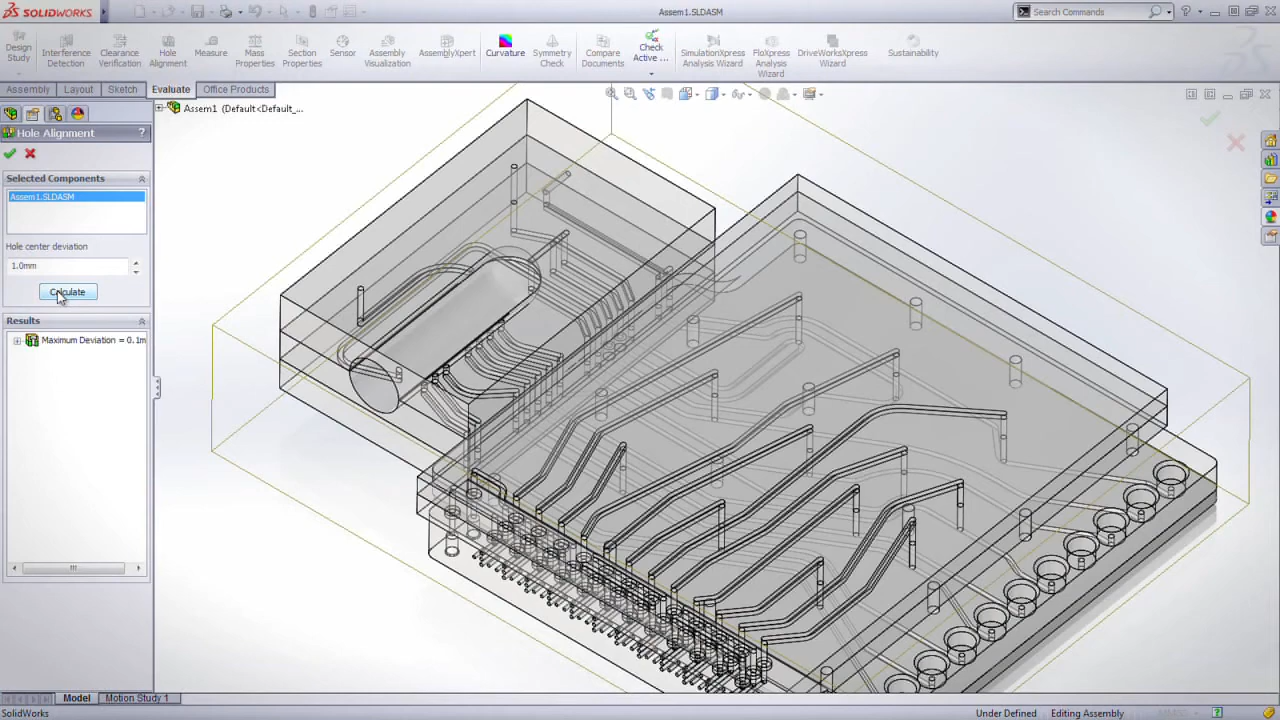 SOLIDWORKS
Assem1.SLDASM
Search Commands
Design Study
Interference Detection
Clearance Verification
Hole Alignment
Measure
Mass Properties
Section Properties
Sensor
Assembly Visualization
AssemblyXpert
Curvature
Symmetry Check
Compare Documents
Check Active ...
SimulationXpress Analysis Wizard
FloXpress Analysis Wizard
DriveWorksXpress Wizard
Sustainability
Assembly
Layout
Sketch
Evaluate
Office Products
Assem1 (Default<Default_...
Hole Alignment
?
Selected Components
Assem1.SLDASM
Hole center deviation
1.0mm
Calculate
Results
Maximum Deviation = 0.1m
Model
Motion Study 1
SolidWorks
Under Defined
Editing Assembly